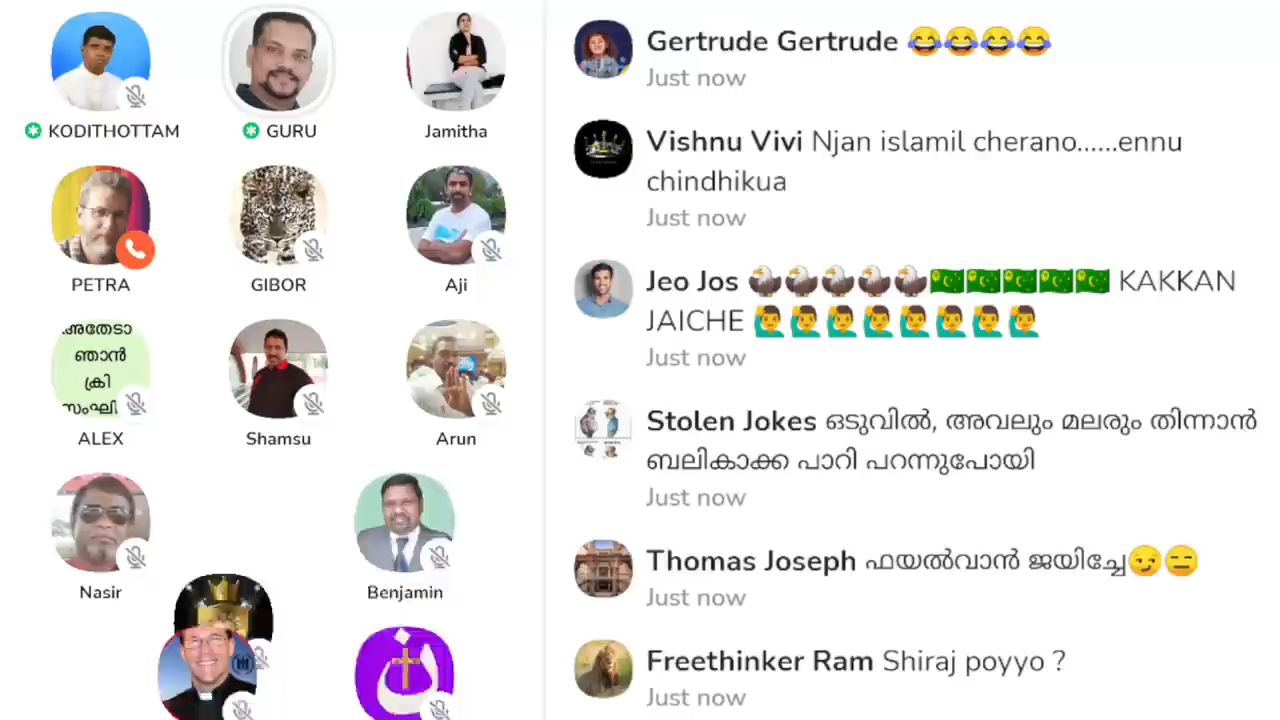 KODITHOTTAM
GURU
Jamitha
PETRA
GIBOR
Aji
അതേടാ
ഞാൻ
ക്രി
സംഘി
ALEX
Shamsu
Arun
Nasir
Benjamin
Gertrude Gertrude 😂😂😂😂
Just now
Vishnu Vivi Njan islamil cherano......ennu
chindhikua
Just now
Jeo Jos 🦅🦅🦅🦅🦅🇨🇨🇨🇨🇨🇨🇨🇨🇨🇨 KAKKAN
JAICHE 🙋‍♂️🙋‍♂️🙋‍♂️🙋‍♂️🙋‍♂️🙋‍♂️🙋‍♂️🙋‍♂️
Just now
Stolen Jokes ഒടുവിൽ, അവലും മലരും തിന്നാൻ
ബലികാക്ക പാറി പറന്നുപോയി
Just now
Thomas Joseph ഫയൽവാൻ ജയിച്ചേ😏😑
Just now
Freethinker Ram Shiraj poyyo ?
Just now